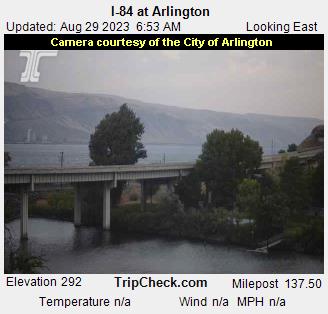 I-84 at Arlington
Updated: Aug 29 2023 6:53 AM Looking East
Camera courtesy of the City of Arlington
Elevation 292 TripCheck.com Milepost 137.50
Temperature n/a Wind n/a MPH n/a